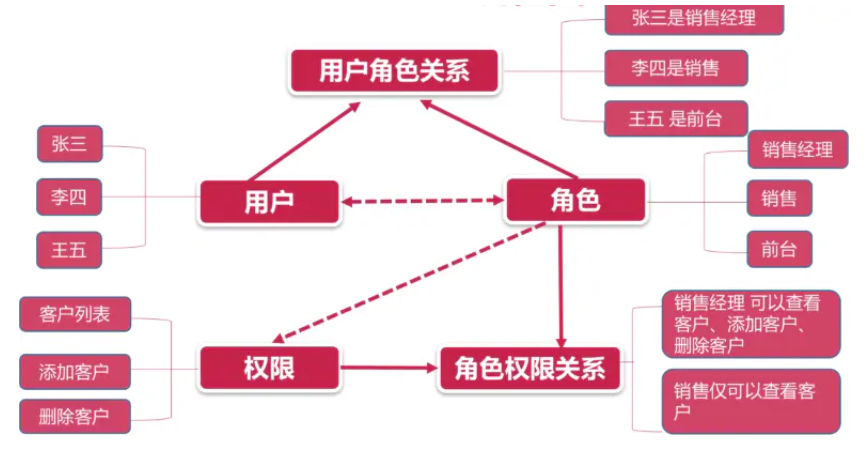 张三是销售经理
用户角色关系
李四是销售
王五 是前台
张三
李四
王五
用户
角色
销售经理
销售
前台
客户列表
添加客户
删除客户
权限
角色权限关系
销售经理 可以查看
客户、添加客户、
删除客户
销售仅可以查看客
户